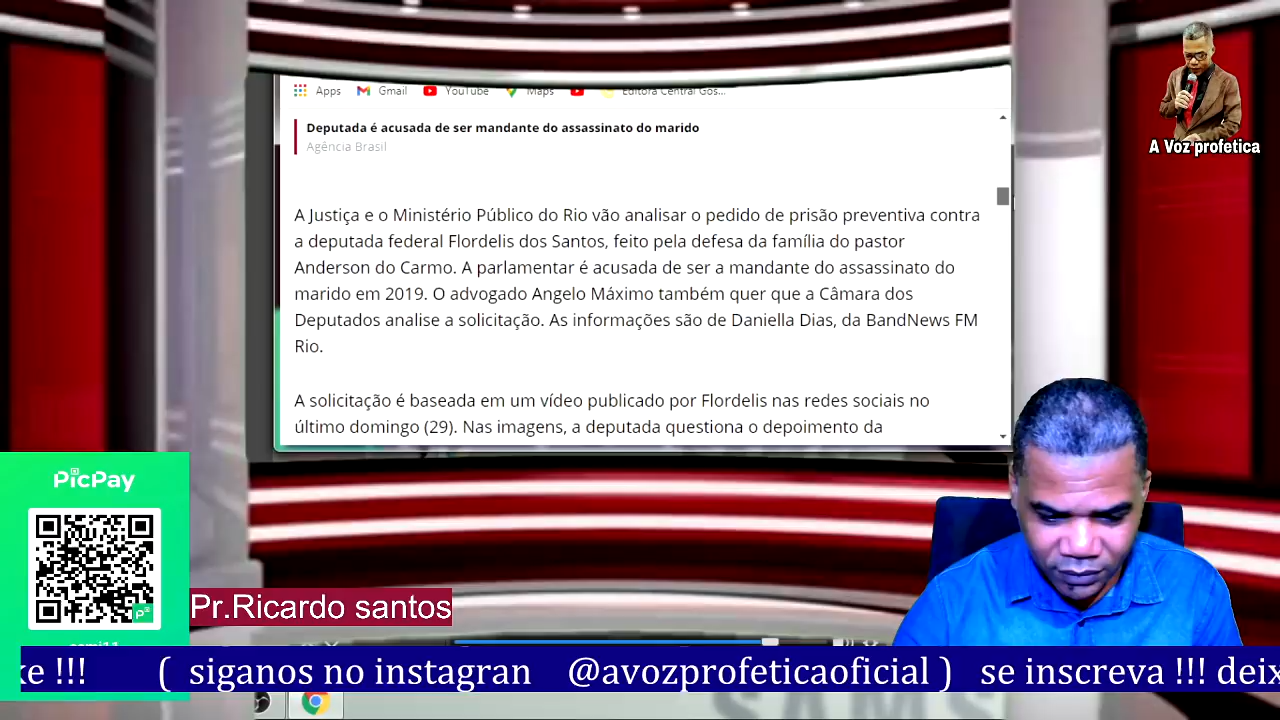 Apps Gmail YouTube Maps Editora Central Gos...
Deputada é acusada de ser mandante do assassinato do marido
Agência Brasil
A Voz profetica
A Justiça e o Ministério Público do Rio vão analisar o pedido de prisão preventiva contra
a deputada federal Flordelis dos Santos, feito pela defesa da família do pastor
Anderson do Carmo. A parlamentar é acusada de ser a mandante do assassinato do
marido em 2019. O advogado Angelo Máximo também quer que a Câmara dos
Deputados analise a solicitação. As informações são de Daniella Dias, da BandNews FM
Rio.
A solicitação é baseada em um vídeo publicado por Flordelis nas redes sociais no
último domingo (29). Nas imagens, a deputada questiona o depoimento da
PicPay
Pr.Ricardo santos
ke !!! ( siganos no instagran @avozprofeticaoficial ) se inscreva !!! deix